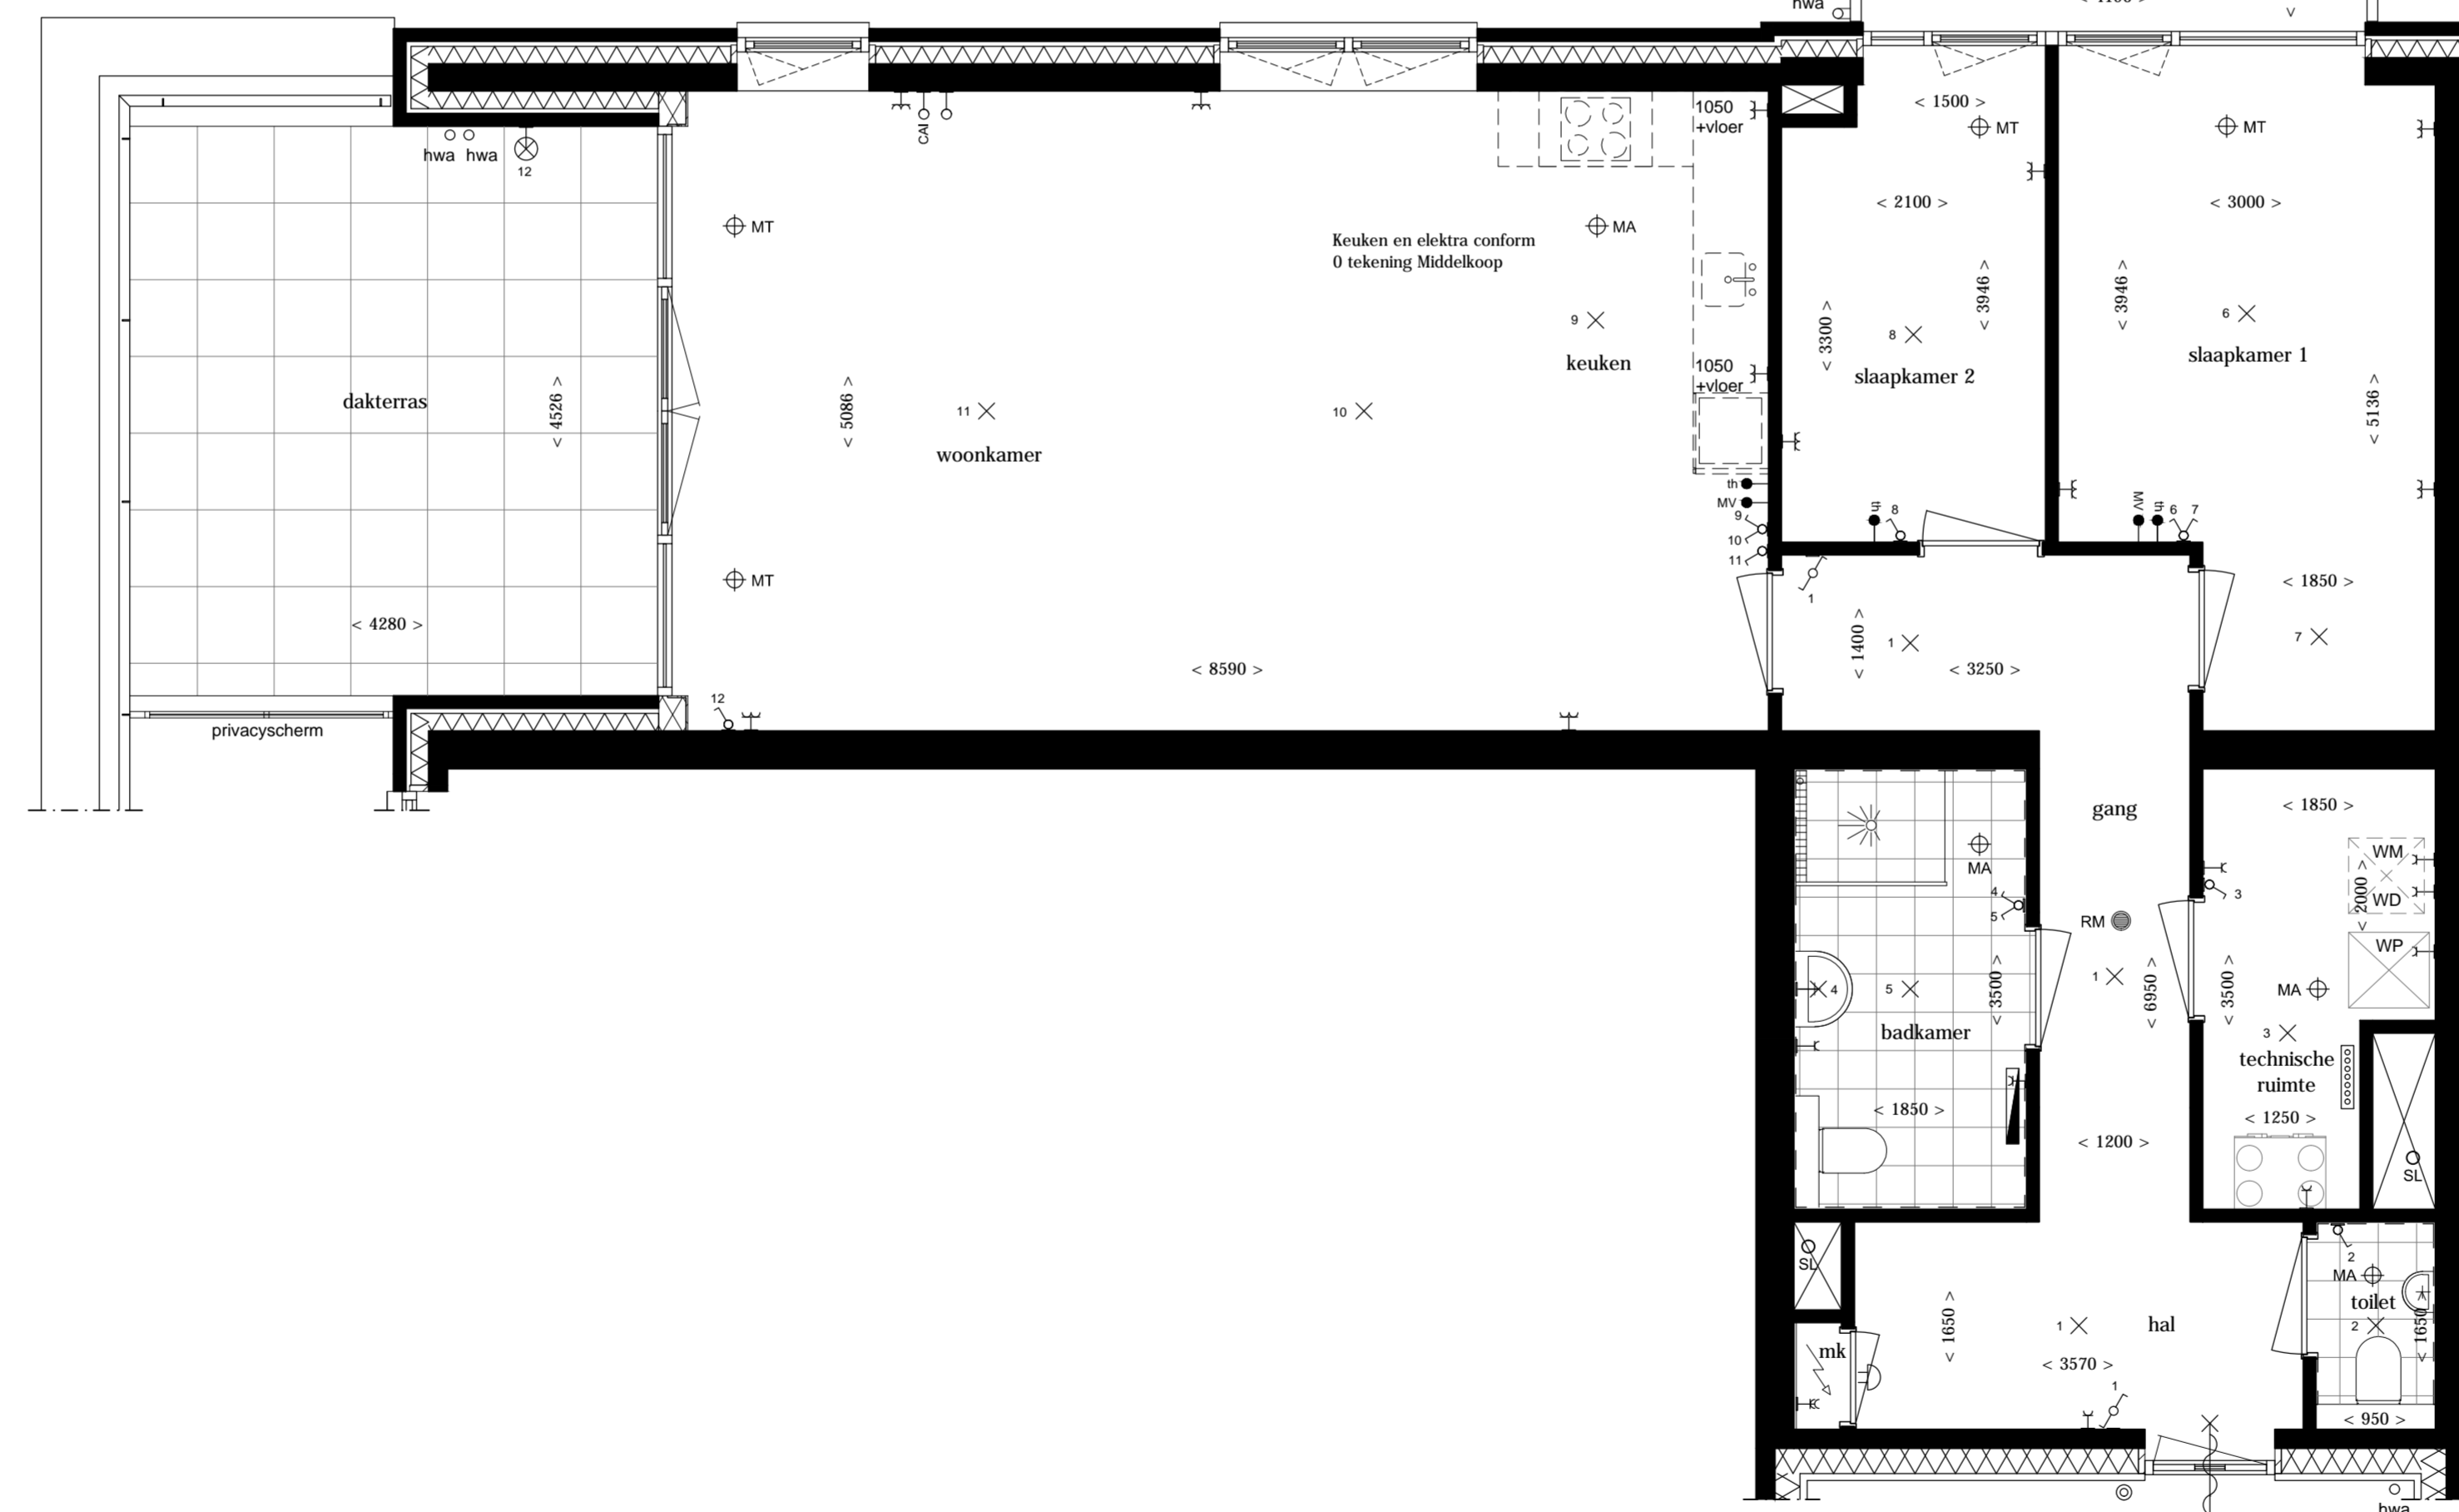 hwa
1500
1050
+vloer
MT
MT
CAI
hwa hwa
12
< 1500 >
< 2100 >
< 3000 >
MT
MA
Keuken en elektra conform
0 tekening Middelkoop
< 3946 >
< 3946 >
< 3300 >
9
8
6
keuken
slaapkamer 2
slaapkamer 1
1050
+vloer
dakterras
< 4526 >
< 5086 >
11
10
woonkamer
< 5136 >
th
MV
9
10
11
th
8
MV
th
6
7
MT
1
< 1850 >
< 4280 >
< 1400 >
1
7
< 8590 >
< 3250 >
12
privacyscherm
gang
< 1850 >
WM
WD
< 2000 >
MA
4
5
3
RM
WP
4
5
< 3500 >
1
< 6950 >
< 3500 >
MA
badkamer
3
technische
ruimte
< 1850 >
< 1250 >
< 1200 >
SL
SL
2
MA
toilet
2
< 1650 >
< 1650 >
1
hal
mk
< 3570 >
1
< 950 >
hwa